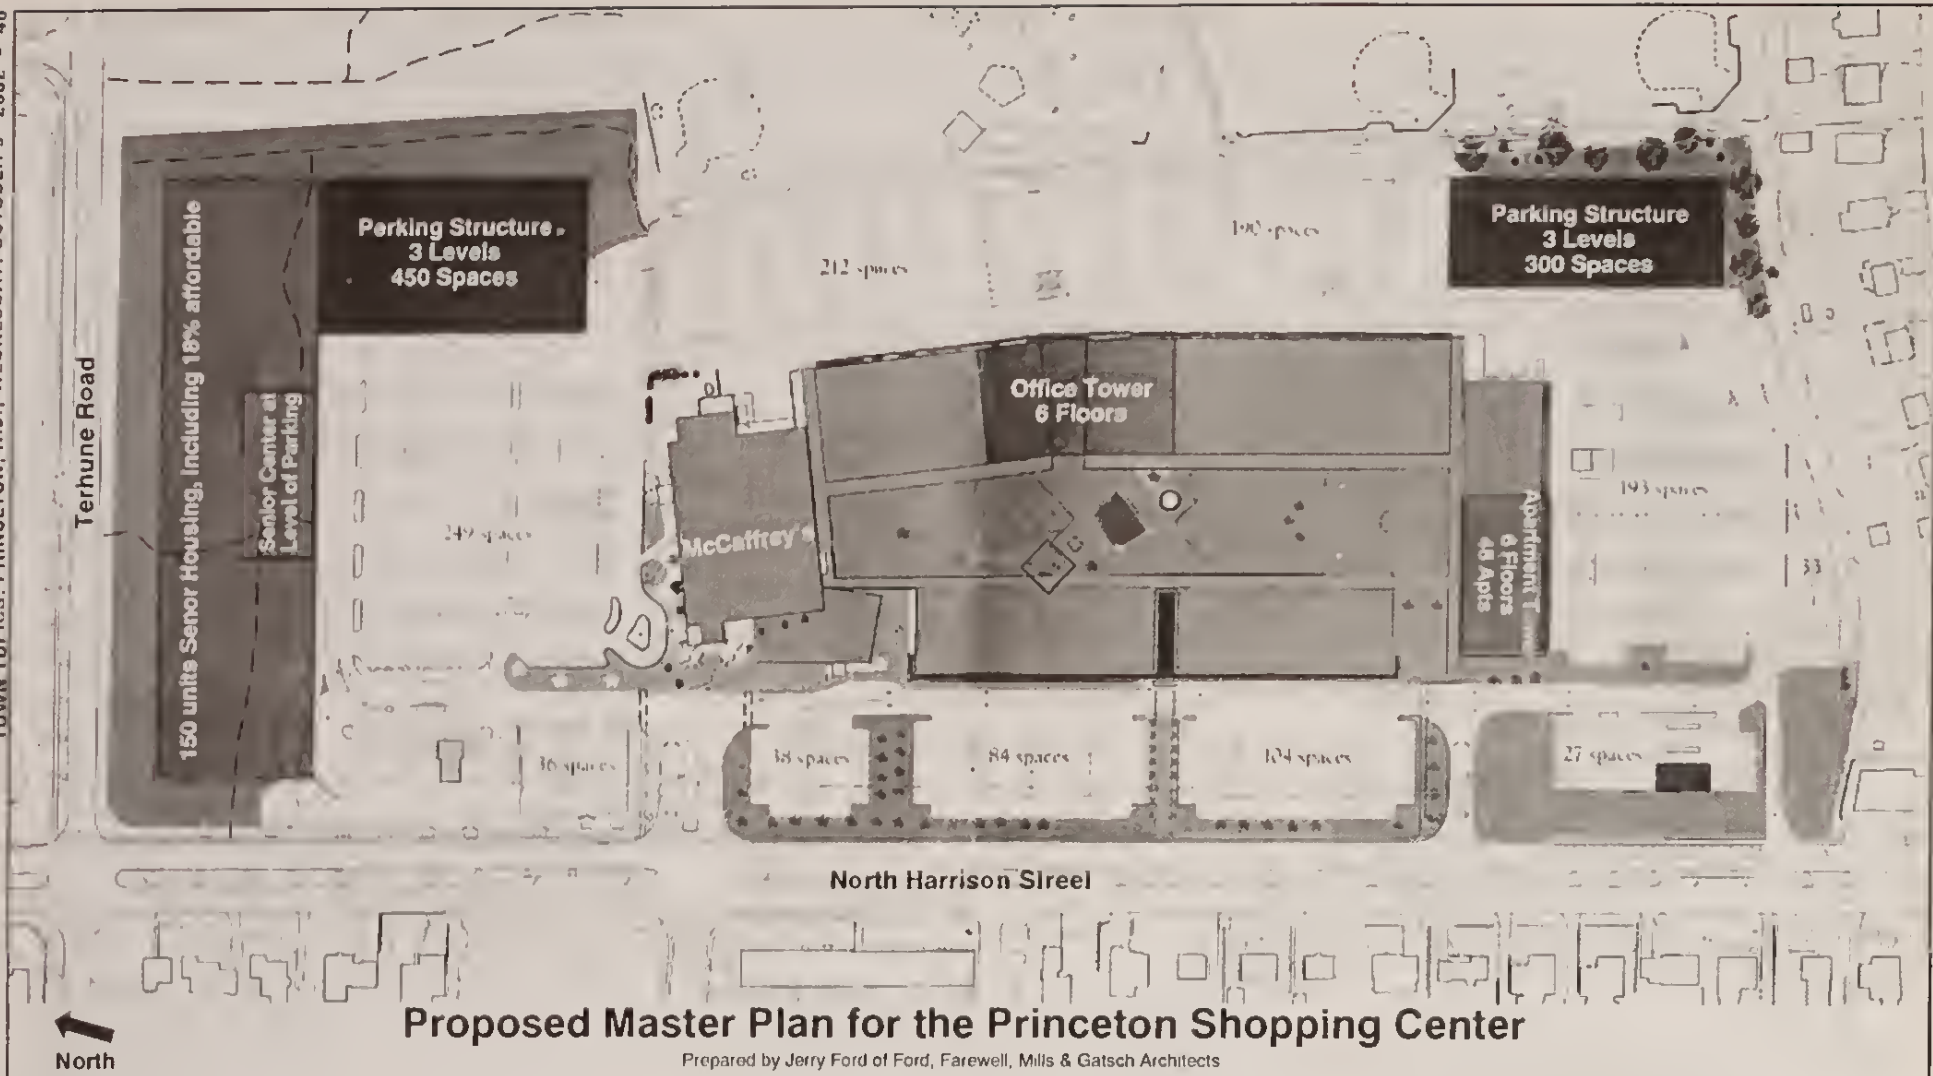 Parking Structure
3 Levels
450 Spaces
Parking Structure
3 Levels
300 Spaces
190 spaces
212 spaces
Terhune Road
150 units Senor Housing, Including 18% affordable
Senior Center at
Level of Parking
249 spaces
McCaffrey's
Office Tower
6 Floors
Apartment T
6 Floors
193 spaces
33
36 spaces
38 spaces
84 spaces
104 spaces
27 spaces
North Harrison Street
North
Proposed Master Plan for the Princeton Shopping Center
Prepared by Jerry Ford of Ford, Farewell, Mills & Gatsch Architects